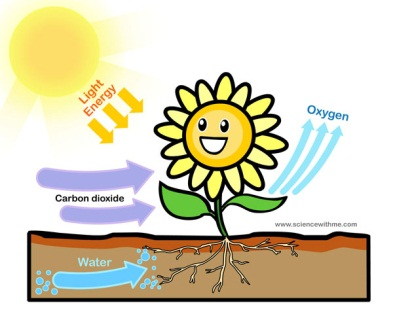 Light
Energy
Oxygen
Carbon dioxide
www.sciencewithme.com
Water